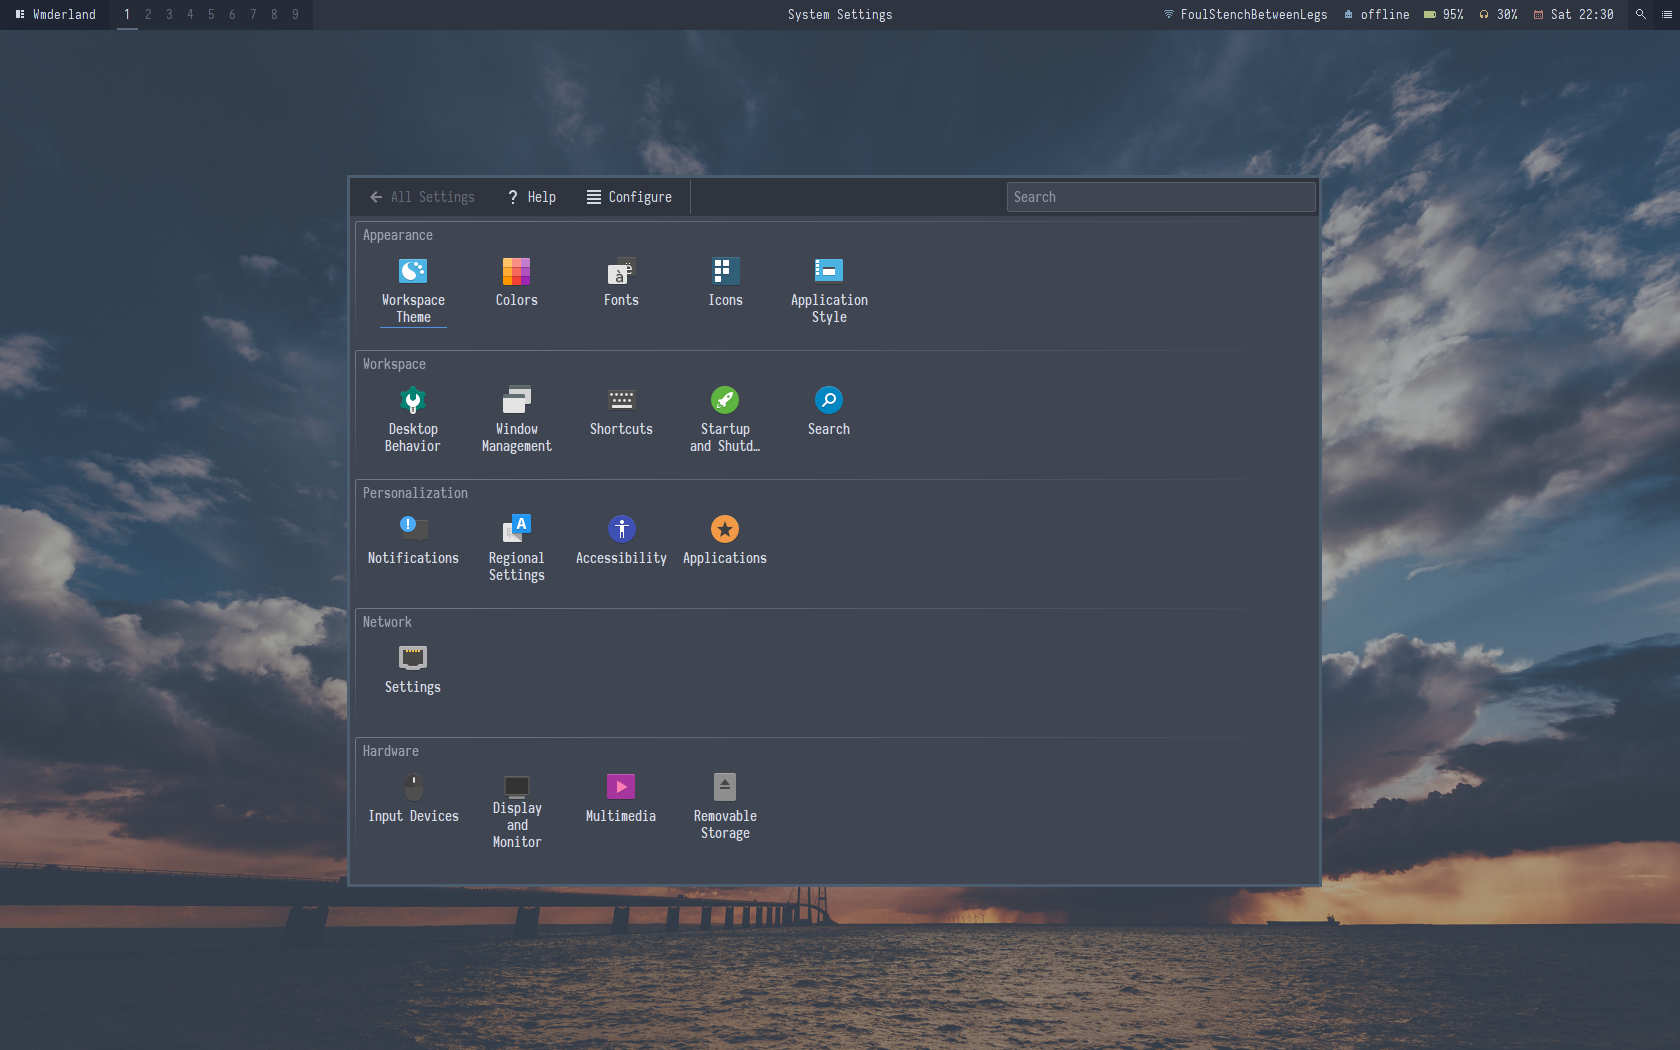 Wmderland 1 2 3 4 5 6 7 8 9 System Settings FoulStenchBetweenLegs offline 95% 30% Sat 22:30
All Settings ? Help Configure Search
Appearance
Workspace Theme
Colors
Fonts
Icons
Application Style
Workspace
Desktop Behavior
Window Management
Shortcuts
Startup and Shutd…
Search
Personalization
Notifications
Regional Settings
Accessibility
Applications
Network
Settings
Hardware
Input Devices
Display and Monitor
Multimedia
Removable Storage